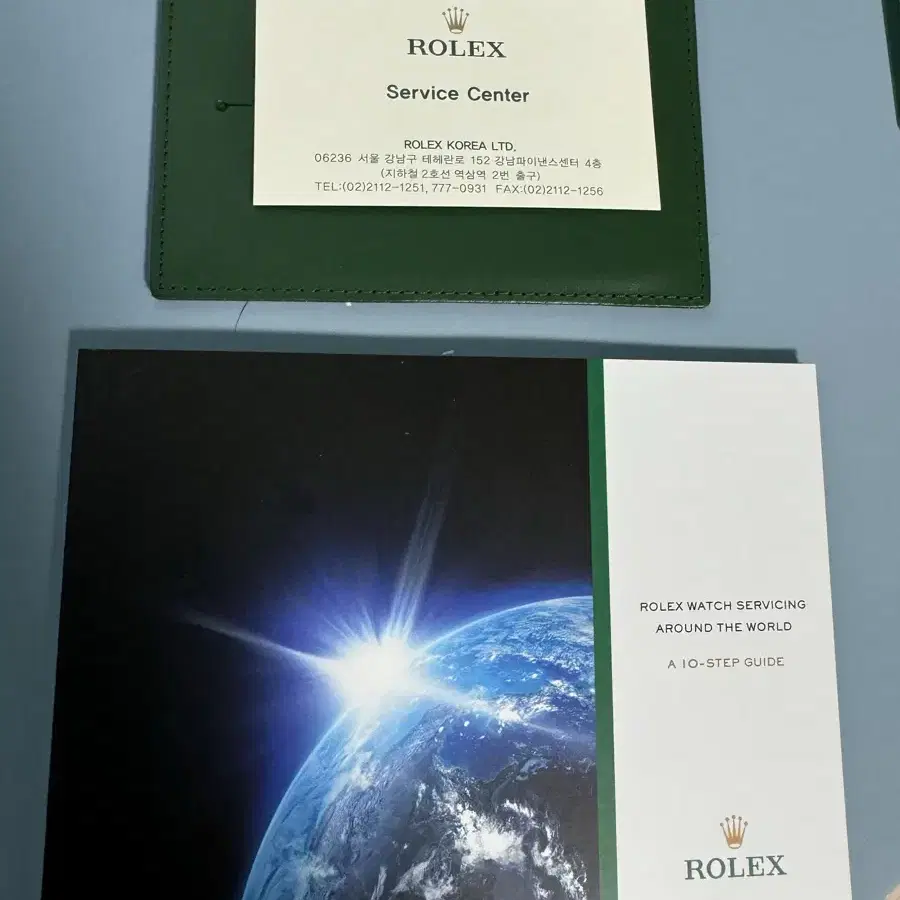 ROLEX
Service Center
ROLEX KOREA LTD.
06236 서울 강남구 테헤란로 152 강남파이낸스센터 4층
(지하철 2호선 역삼역 2번 출구)
TEL:(02)2112-1251, 777-0931 FAX:(02)2112-1256
ROLEX WATCH SERVICING
AROUND THE WORLD
A 10-STEP GUIDE
ROLEX